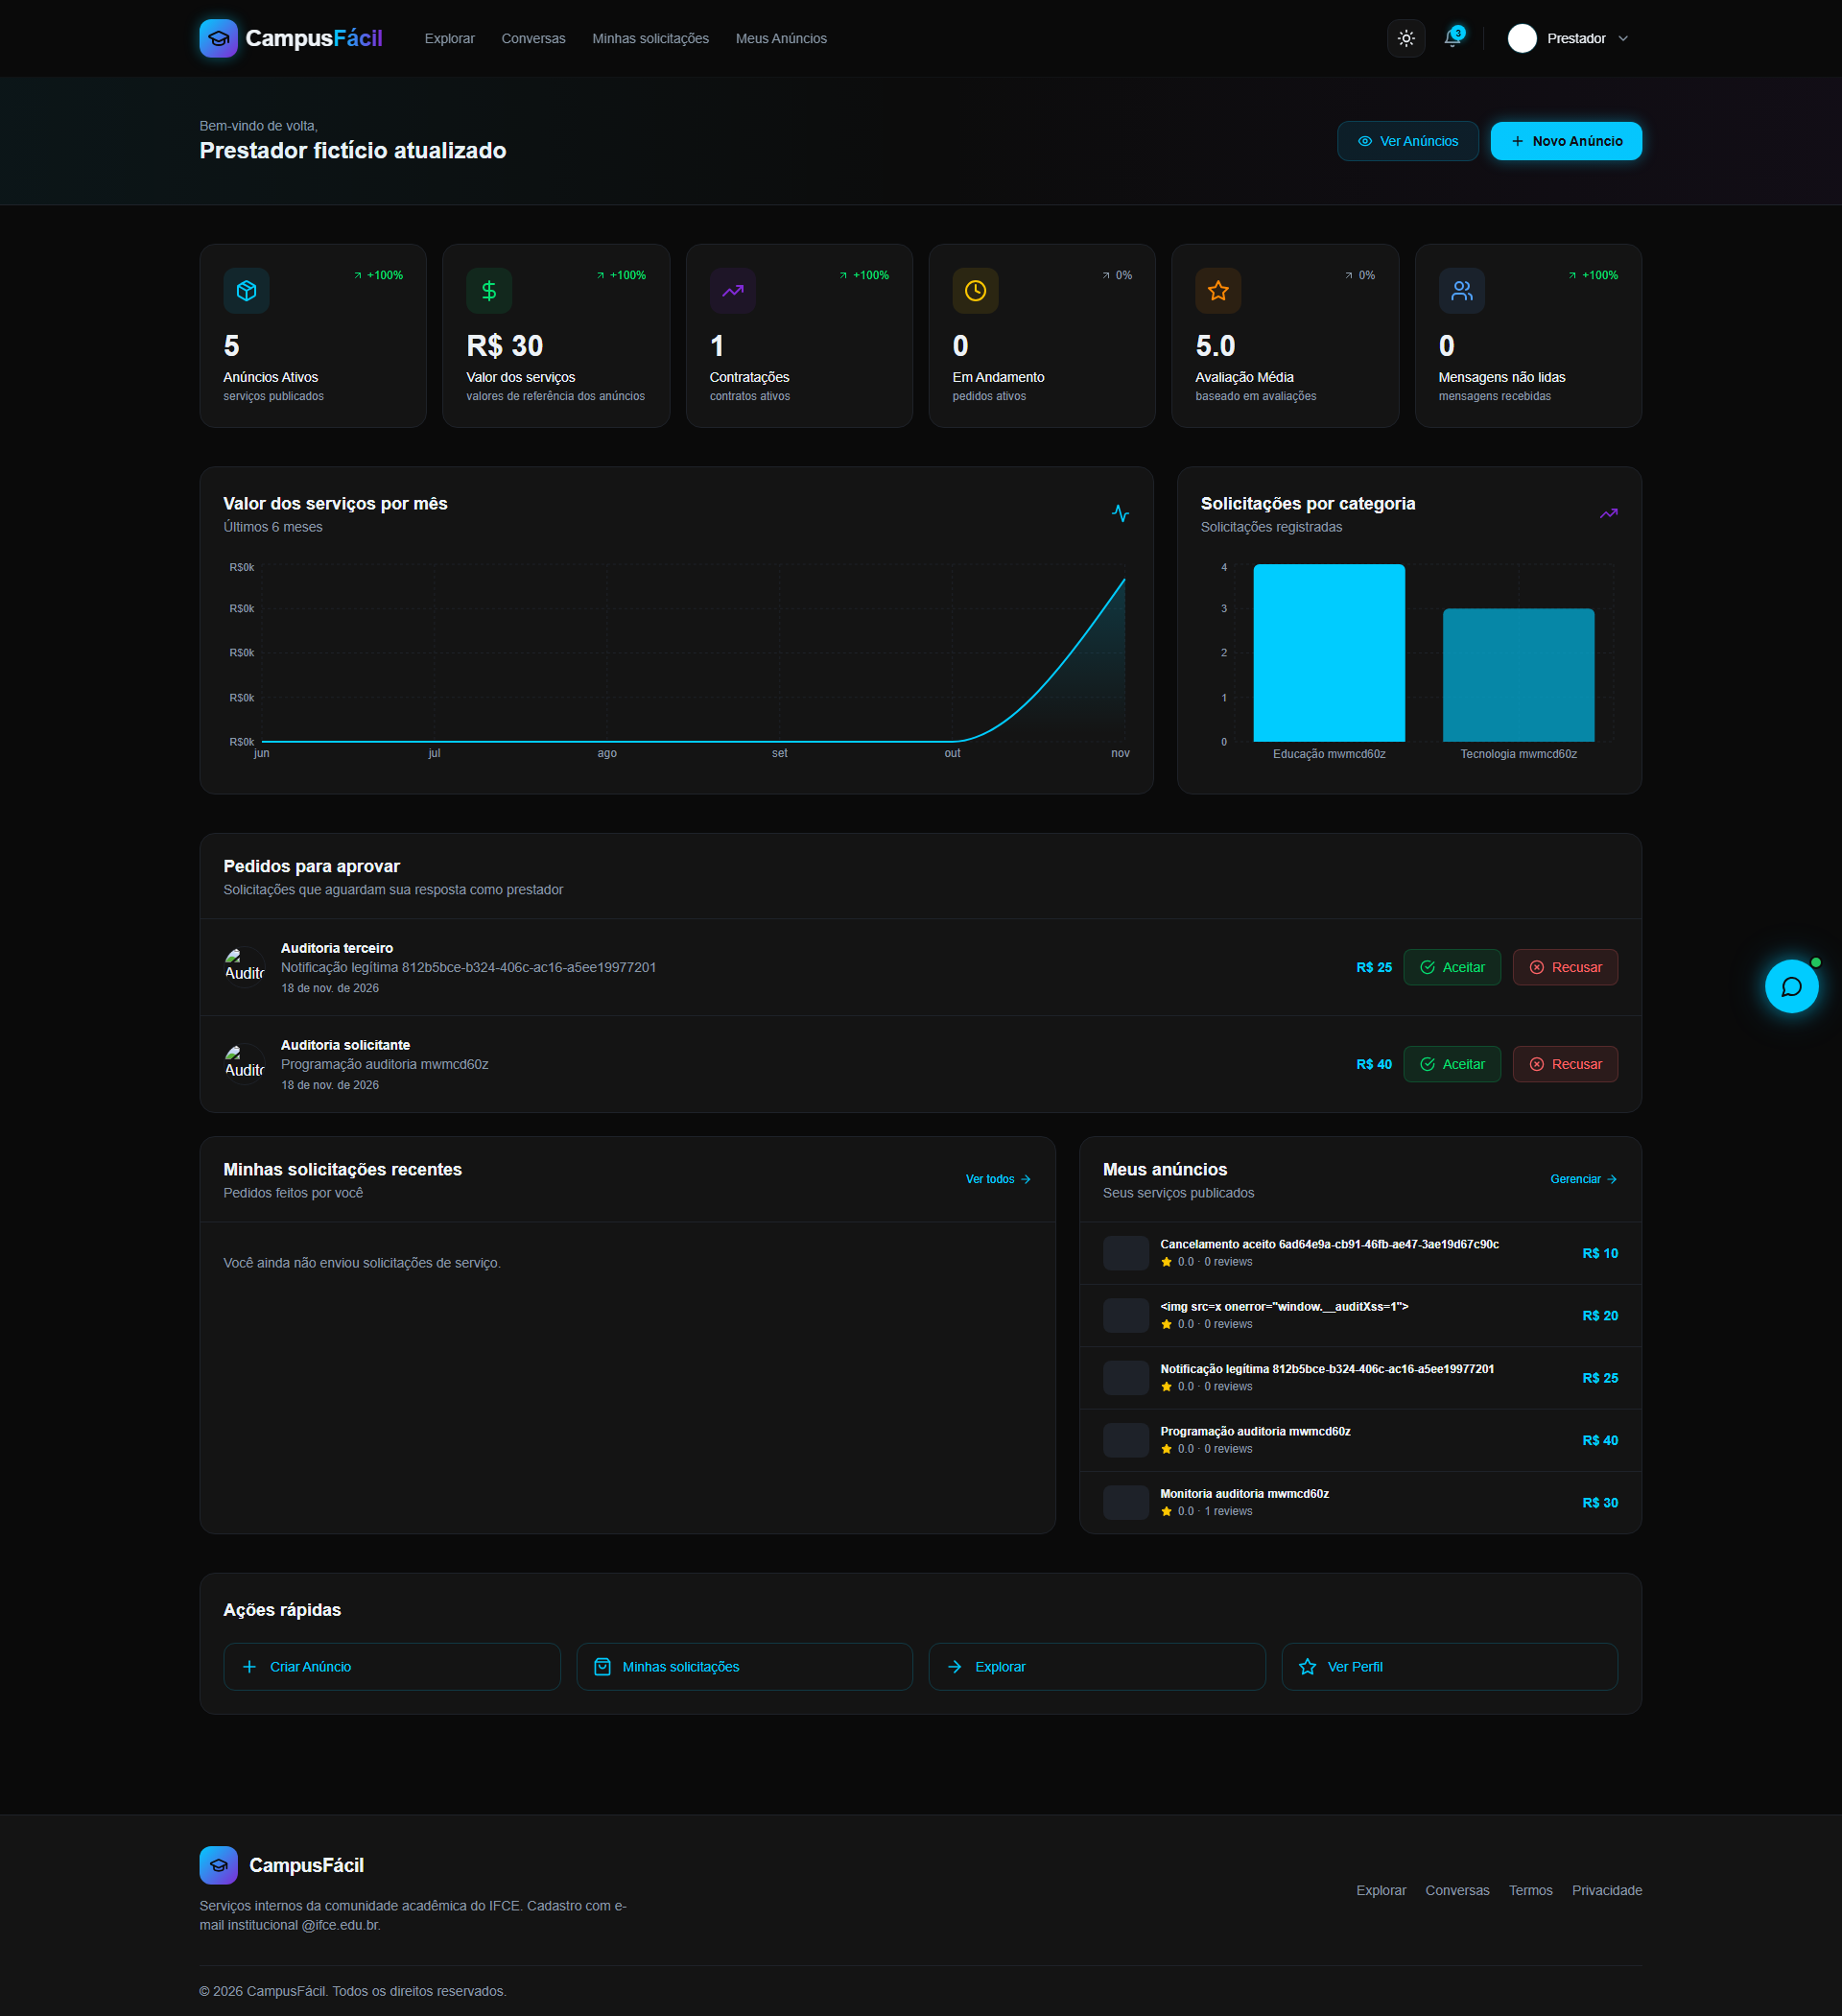 CampusFácil
Explorar
Conversas
Minhas solicitações
Meus Anúncios
3
Prestador
Bem-vindo de volta,
Prestador fictício atualizado
Ver Anúncios
Novo Anúncio
+100%
5
Anúncios Ativos
serviços publicados
+100%
R$ 30
Valor dos serviços
valores de referência dos anúncios
+100%
1
Contratações
contratos ativos
0%
0
Em Andamento
pedidos ativos
0%
5.0
Avaliação Média
baseado em avaliações
+100%
0
Mensagens não lidas
mensagens recebidas
Valor dos serviços por mês
Últimos 6 meses
R$0k
R$0k
R$0k
R$0k
R$0k
jun
jul
ago
set
out
nov
Solicitações por categoria
Solicitações registradas
4
3
2
1
0
Educação mwmcd60z
Tecnologia mwmcd60z
Pedidos para aprovar
Solicitações que aguardam sua resposta como prestador
Audito
Auditoria terceiro
Notificação legítima 812b5bce-b324-406c-ac16-a5ee19977201
18 de nov. de 2026
R$ 25
Aceitar
Recusar
Audito
Auditoria solicitante
Programação auditoria mwmcd60z
18 de nov. de 2026
R$ 40
Aceitar
Recusar
Minhas solicitações recentes
Pedidos feitos por você
Ver todos
Você ainda não enviou solicitações de serviço.
Meus anúncios
Seus serviços publicados
Gerenciar
Cancelamento aceito 6ad64e9a-cb91-46fb-ae47-3ae19d67c90c
0.0 · 0 reviews
R$ 10
<img src=x onerror="window.__auditXss=1">
0.0 · 0 reviews
R$ 20
Notificação legítima 812b5bce-b324-406c-ac16-a5ee19977201
0.0 · 0 reviews
R$ 25
Programação auditoria mwmcd60z
0.0 · 0 reviews
R$ 40
Monitoria auditoria mwmcd60z
0.0 · 1 reviews
R$ 30
Ações rápidas
Criar Anúncio
Minhas solicitações
Explorar
Ver Perfil
CampusFácil
Serviços internos da comunidade acadêmica do IFCE. Cadastro com e-
mail institucional @ifce.edu.br.
Explorar
Conversas
Termos
Privacidade
© 2026 CampusFácil. Todos os direitos reservados.